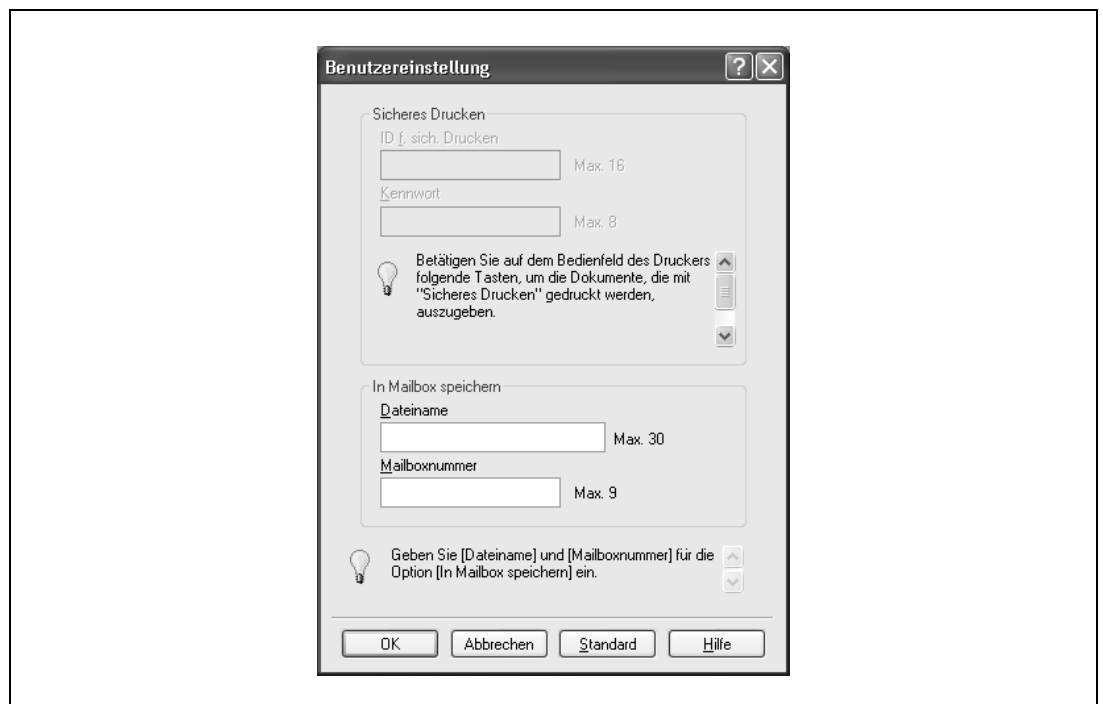 Benutzereinstellung
Sicheres Drucken
ID f. sich. Drucken
Max. 16
Kennwort
Max. 8
Betätigen Sie auf dem Bedienfeld des Druckers
folgende Tasten, um die Dokumente, die mit
"Sicheres Drucken" gedruckt werden,
auszugeben.
In Mailbox speichern
Dateiname
Max. 30
Mailboxnummer
Max. 9
Geben Sie [Dateiname] und [Mailboxnummer] für die
Option [In Mailbox speichern] ein.
OK Abbrechen Standard Hilfe